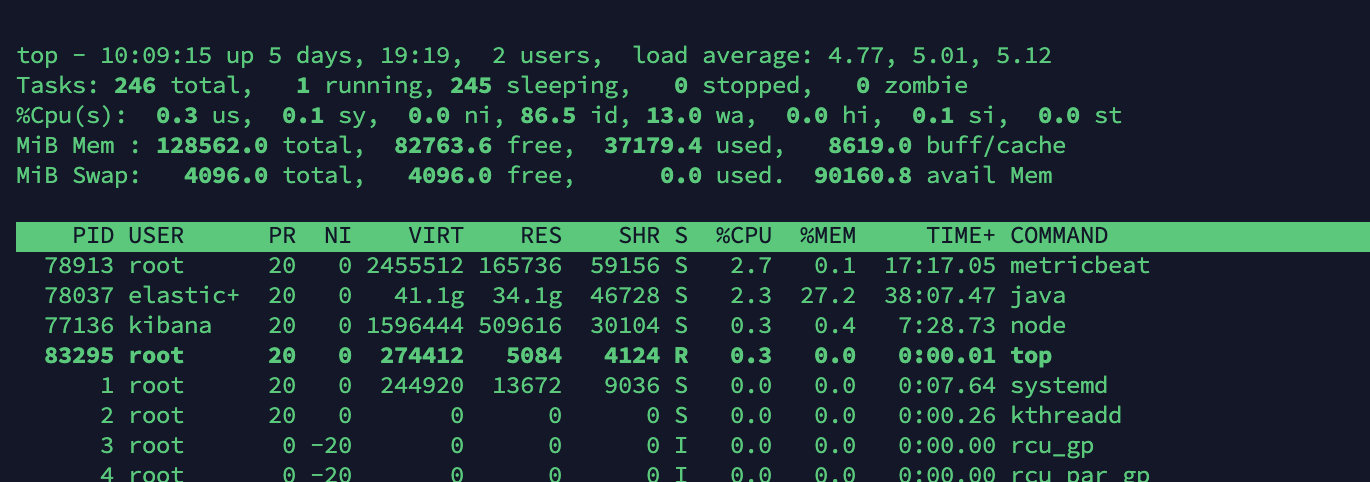 top - 10:09:15 up 5 days, 19:19,  2 users,  load average: 4.77, 5.01, 5.12
Tasks: 246 total,   1 running, 245 sleeping,   0 stopped,   0 zombie
%Cpu(s):  0.3 us,  0.1 sy,  0.0 ni, 86.5 id, 13.0 wa,  0.0 hi,  0.1 si,  0.0 st
MiB Mem : 128562.0 total,  82763.6 free,  37179.4 used,   8619.0 buff/cache
MiB Swap:   4096.0 total,   4096.0 free,      0.0 used.  90160.8 avail Mem
    PID USER      PR  NI    VIRT    RES    SHR S  %CPU  %MEM     TIME+ COMMAND
  78913 root      20   0 2455512 165736  59156 S   2.7   0.1  17:17.05 metricbeat
  78037 elastic+  20   0   41.1g  34.1g  46728 S   2.3  27.2  38:07.47 java
  77136 kibana    20   0 1596444 509616  30104 S   0.3   0.4   7:28.73 node
  83295 root      20   0  274412   5084   4124 R   0.3   0.0   0:00.01 top
      1 root      20   0  244920  13672   9036 S   0.0   0.0   0:07.64 systemd
      2 root      20   0       0      0      0 S   0.0   0.0   0:00.26 kthreadd
      3 root       0 -20       0      0      0 I   0.0   0.0   0:00.00 rcu_gp
      4 root       0 -20       0      0      0 I   0.0   0.0   0:00.00 rcu_par_gp